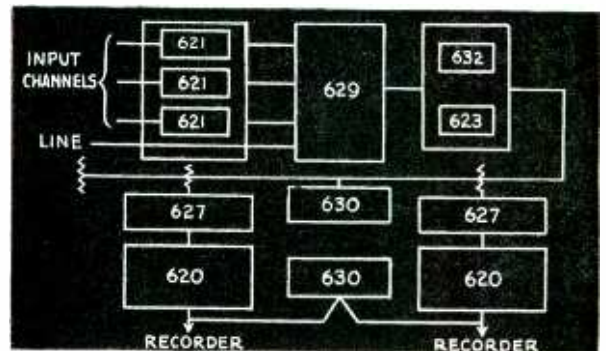 INPUT
CHANNELS
621
621
621
LINE
629
632
623
627
630
627
620
630
620
RECORDER
RECORDER